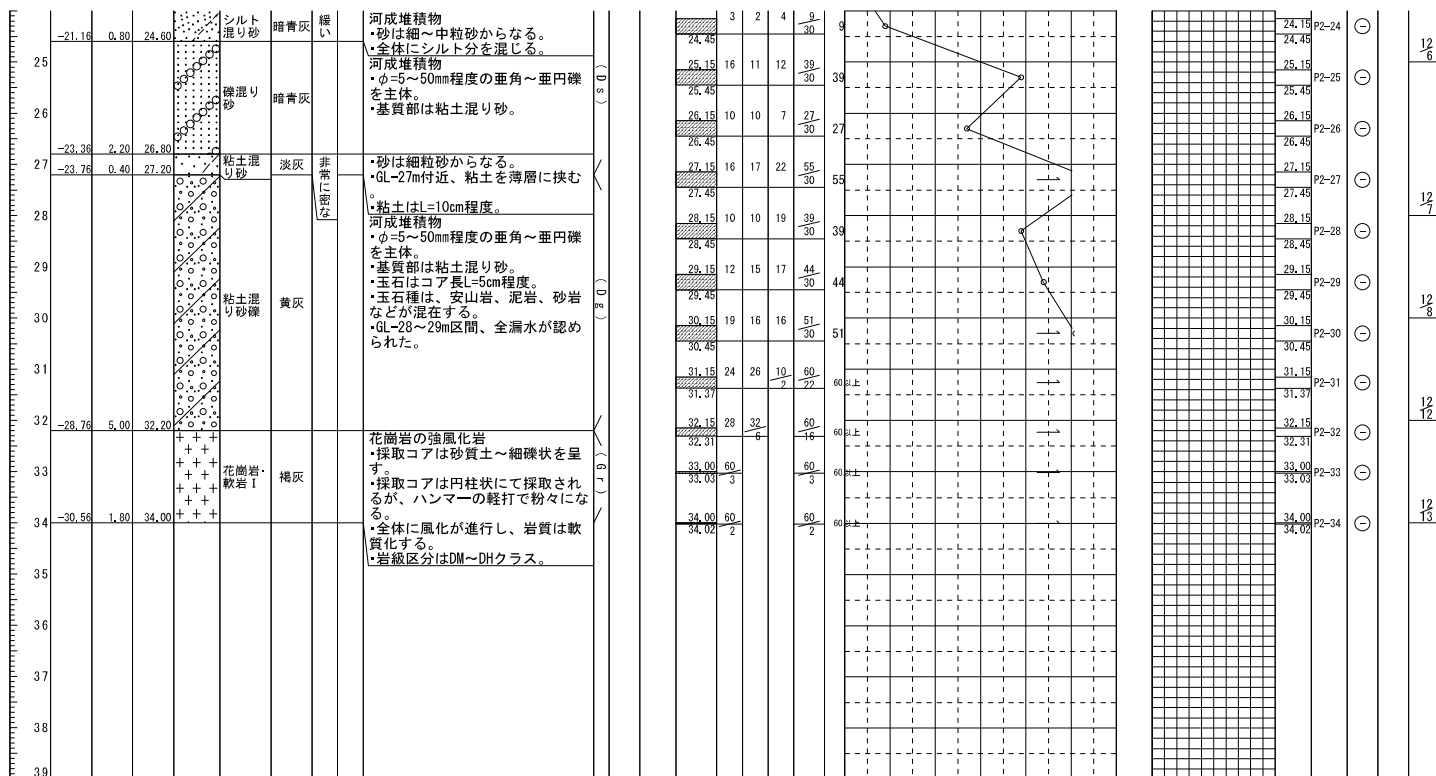 -21.16 0.80 24.60
シルト
混り砂
暗青灰
緩い
河成堆積物
・砂は細～中粒砂からなる。
・全体にシルト分を混じる。
-23.36 2.20 26.80
礫混り
砂
暗青灰
河成堆積物
・φ=5～50mm程度の亜角～亜円礫
を主体。
・基質部は粘土混り砂。
(Ds)
-23.76 0.40 27.20
粘土混
り砂
淡灰
非常に密な
・砂は細粒砂からなる。
・GL-27m付近、粘土を薄層に挟む
。
・粘土はL=10cm程度。
-28.76 5.00 32.20
粘土混
り砂礫
黄灰
河成堆積物
・φ=5～50mm程度の亜角～亜円礫
を主体。
・基質部は粘土混り砂。
・玉石はコア長L=5cm程度。
・玉石種は、安山岩、泥岩、砂岩
などが混在する。
・GL-28～29m区間、全漏水が認め
られた。
(Dg)
-30.56 1.80 34.00
花崗岩・
軟岩Ⅰ
褐灰
花崗岩の強風化岩
・採取コアは砂質土～細礫状を呈
す。
・採取コアは円柱状にて採取され
るが、ハンマーの軽打で粉々にな
る。
・全体に風化が進行し、岩質は軟
質化する。
・岩級区分はDM～DHクラス。
(Gr)
25
26
27
28
29
30
31
32
33
34
35
36
37
38
39
3 2 4 9/30 9
24.45
25.15 16 11 12 39/30 39
25.45
26.15 10 10 7 27/30 27
26.45
27.15 16 17 22 55/30 55
27.45
28.15 10 10 19 39/30 39
28.45
29.15 12 15 17 44/30 44
29.45
30.15 19 16 16 51/30 51
30.45
31.15 24 26 10/2 60/22 60以上
31.37
32.15 28 32/6 60/16 60以上
32.31
33.00 60/3 60/3 60以上
33.03
34.00 60/2 60/2 60以上
34.02
24.15 P2-24
24.45
25.15 P2-25
25.45
26.15 P2-26
26.45
27.15 P2-27
27.45
28.15 P2-28
28.45
29.15 P2-29
29.45
30.15 P2-30
30.45
31.15 P2-31
31.37
32.15 P2-32
32.31
33.00 P2-33
33.03
34.00 P2-34
34.02
12/6
12/7
12/8
12/12
12/13